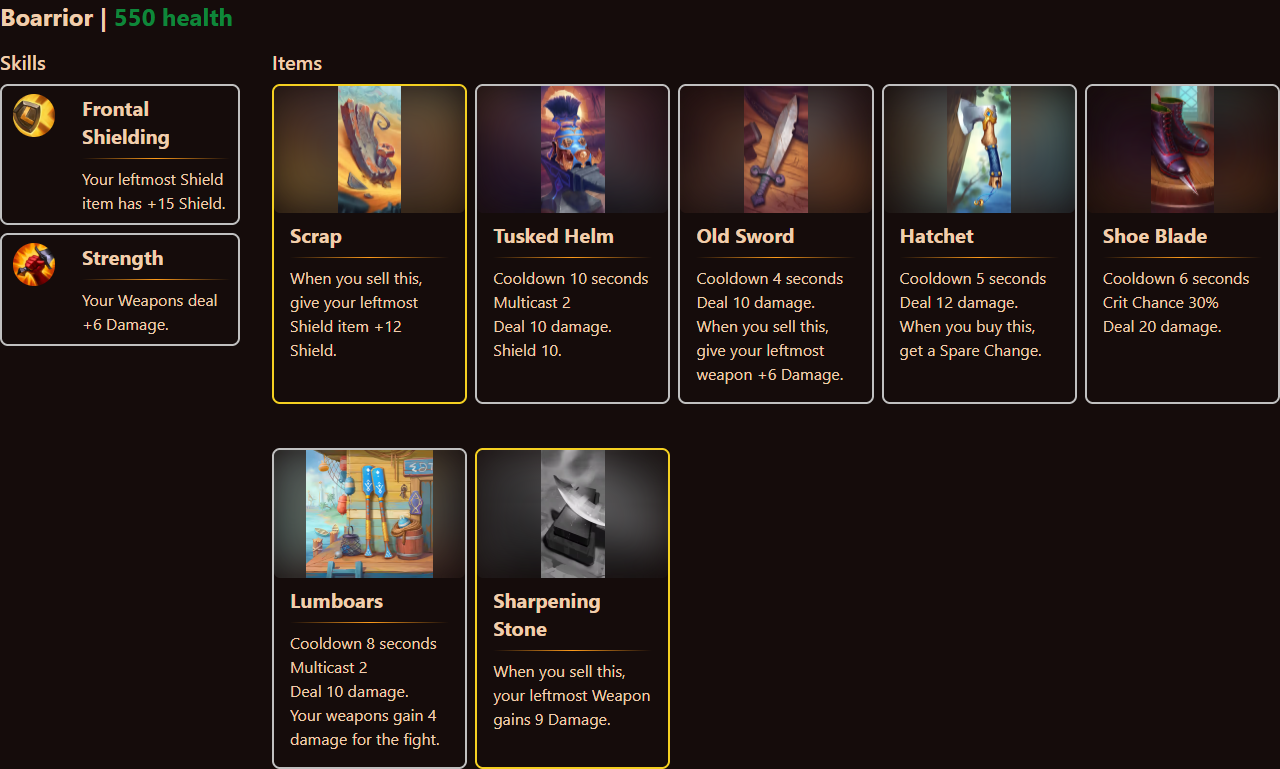 Boarrior | 550 health
Skills
Frontal
Shielding
Your leftmost Shield
item has +15 Shield.
Strength
Your Weapons deal
+6 Damage.
Items
Scrap
When you sell this,
give your leftmost
Shield item +12
Shield.
Tusked Helm
Cooldown 10 seconds
Multicast 2
Deal 10 damage.
Shield 10.
Old Sword
Cooldown 4 seconds
Deal 10 damage.
When you sell this,
give your leftmost
weapon +6 Damage.
Hatchet
Cooldown 5 seconds
Deal 12 damage.
When you buy this,
get a Spare Change.
Shoe Blade
Cooldown 6 seconds
Crit Chance 30%
Deal 20 damage.
Lumboars
Cooldown 8 seconds
Multicast 2
Deal 10 damage.
Your weapons gain 4
damage for the fight.
Sharpening
Stone
When you sell this,
your leftmost Weapon
gains 9 Damage.